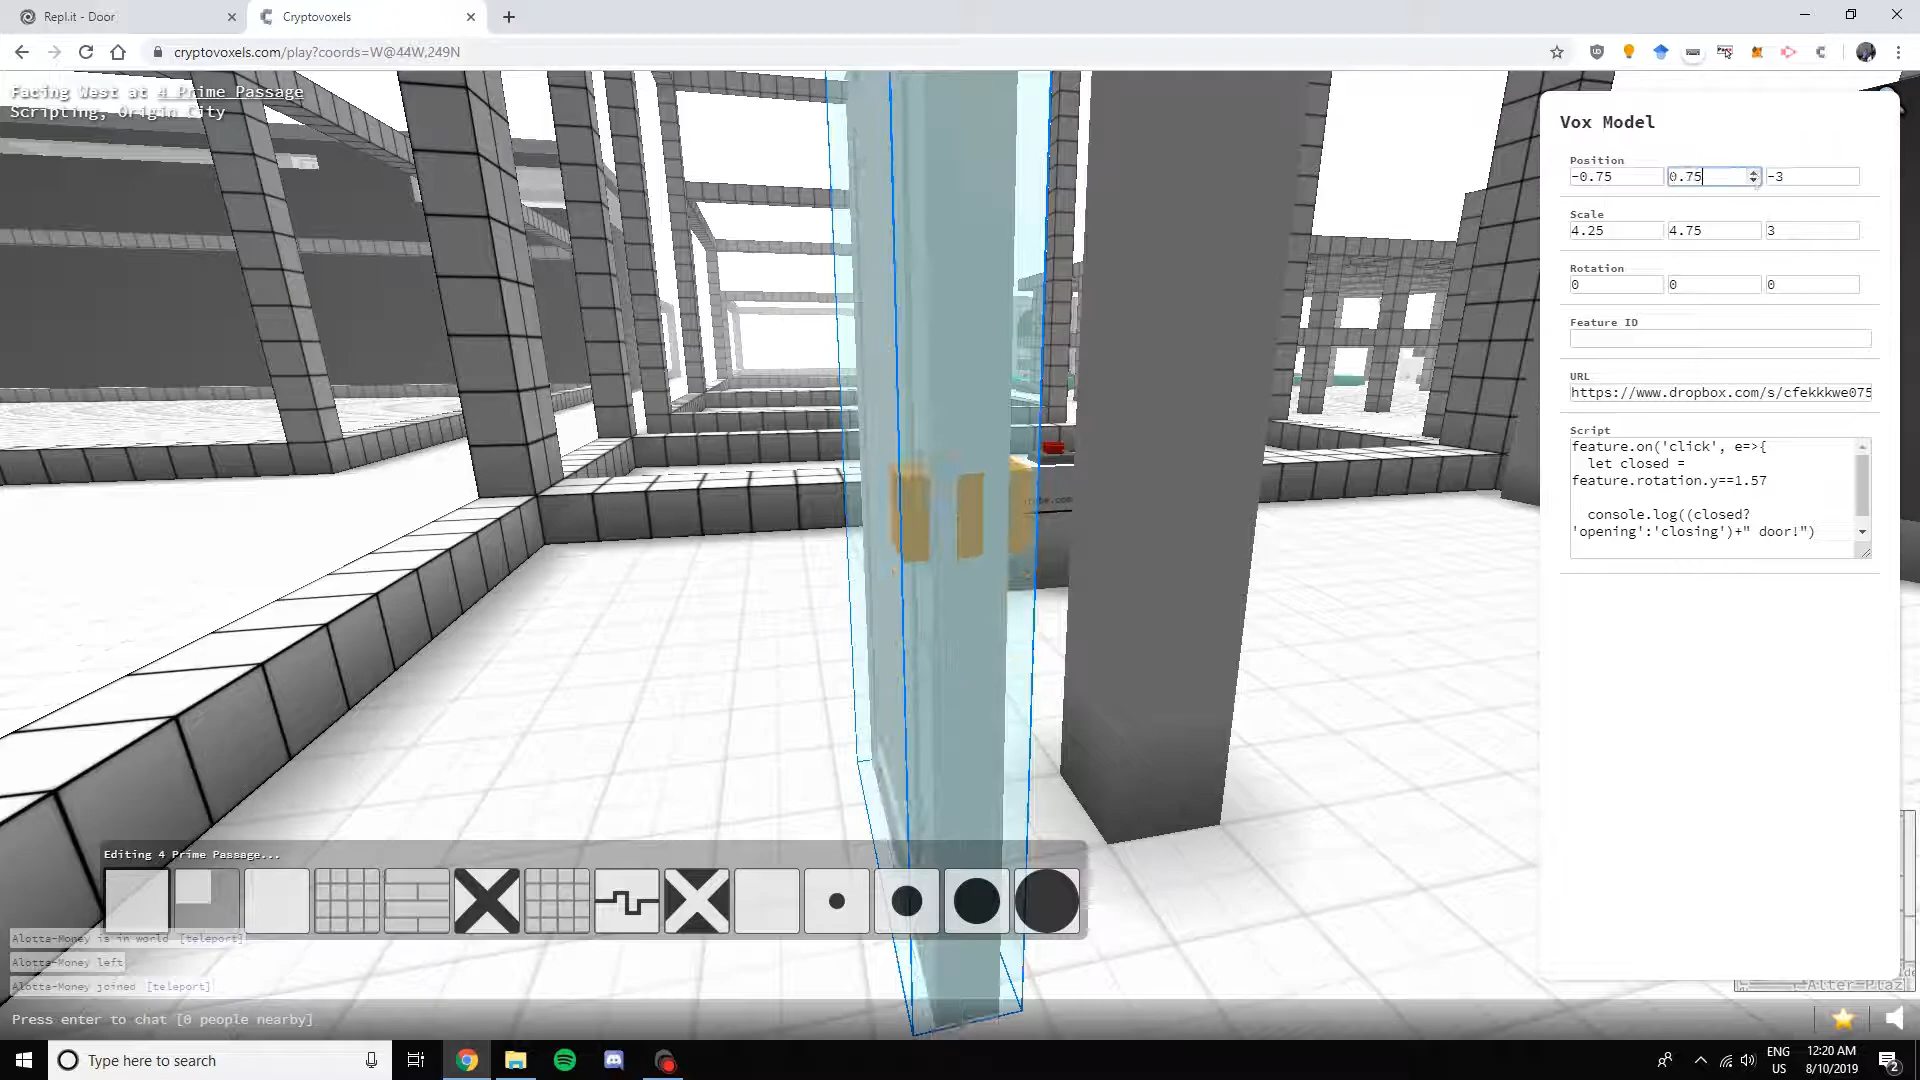 Repl.it - Door
Cryptovoxels
cryptovoxels.com/play?coords=W@44W,249N
Facing West at 4 Prime Passage
Scripting, Origin City
Vox Model
Position
-0.75 0.75 -3
Scale
4.25 4.75 3
Rotation
0 0 0
Feature ID
URL
https://www.dropbox.com/s/cfekkkwe075
Script
feature.on('click', e=>{
let closed =
feature.rotation.y==1.57
console.log((closed?
'opening':'closing')+" door!")
Editing 4 Prime Passage...
Alotta-Money is in world [teleport]
Alotta-Money left
Alotta-Money joined [teleport]
Press enter to chat [0 people nearby]
Type here to search
ENG
US
12:20 AM
8/10/2019
2